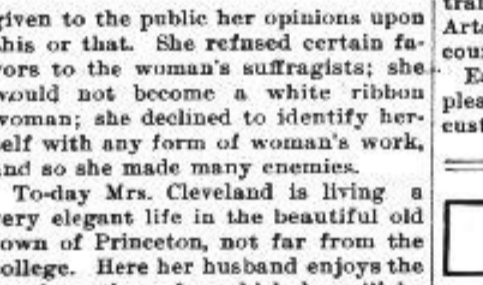 given to the public her opinions upon
this or that. She refused certain fa-
vors to the woman's suffragists; she
would not become a white ribbon
woman; she declined to identify her-
self with any form of woman's work,
and so she made many enemies.
To-day Mrs. Cleveland is living a
very elegant life in the beautiful old
town of Princeton, not far from the
college. Here her husband enjoys the